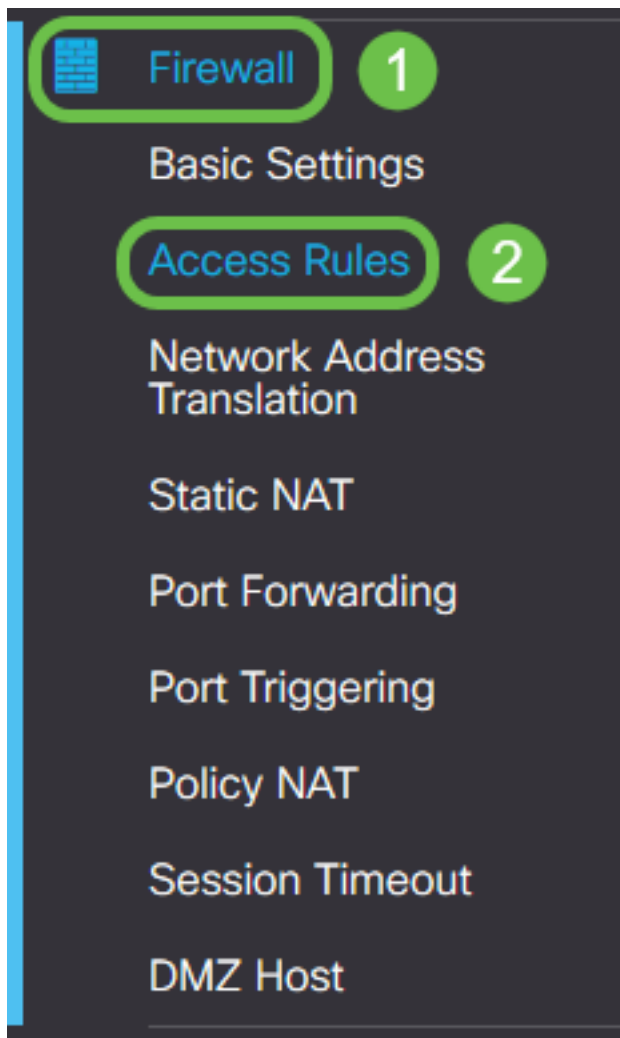 Firewall 1
Basic Settings
Access Rules 2
Network Address
Translation
Static NAT
Port Forwarding
Port Triggering
Policy NAT
Session Timeout
DMZ Host